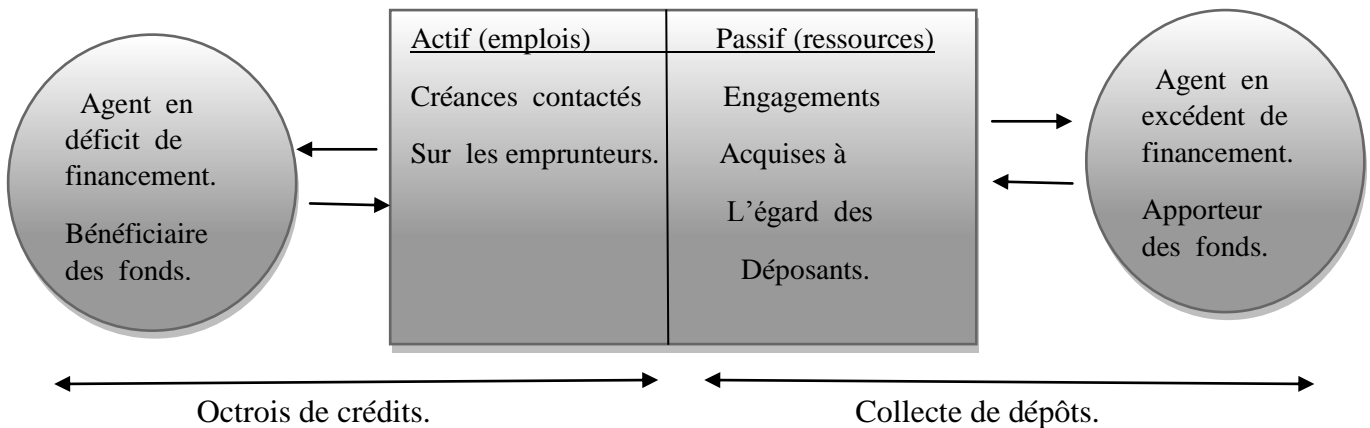 Agent en
déficit de
financement.
Bénéficiaire
des fonds.
Actif (emplois)
Créances contactés
Sur les emprunteurs.
Passif (ressources)
Engagements
Acquises à
L'égard des
Déposants.
Agent en
excédent de
financement.
Apporteur
des fonds.
Octrois de crédits.
Collecte de dépôts.